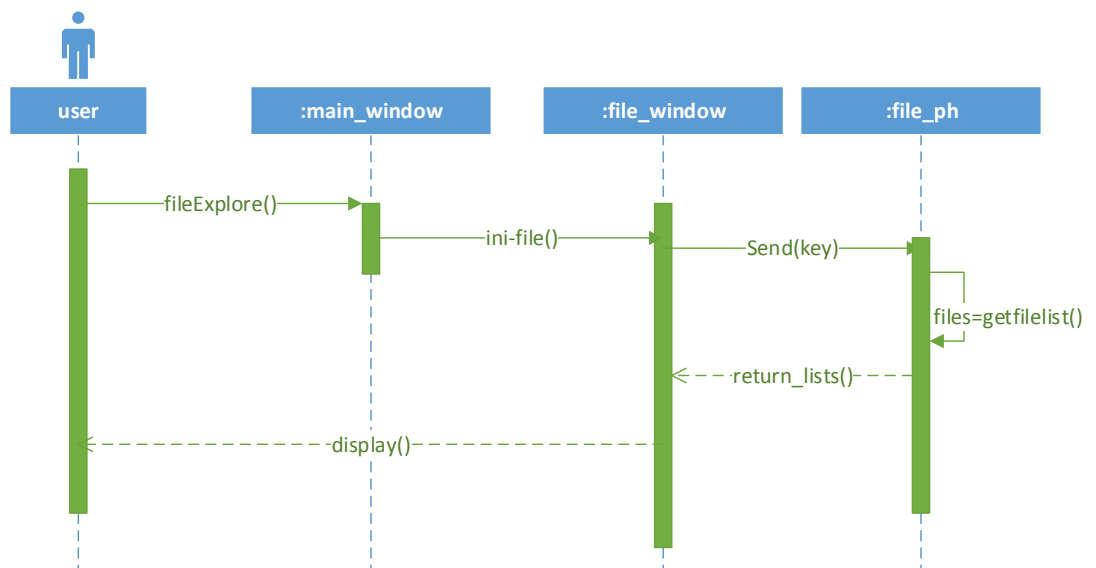 user
:main_window
:file_window
:file_ph
fileExplore()
ini-file()
Send(key)
files=getfilelist()
return_lists()
display()